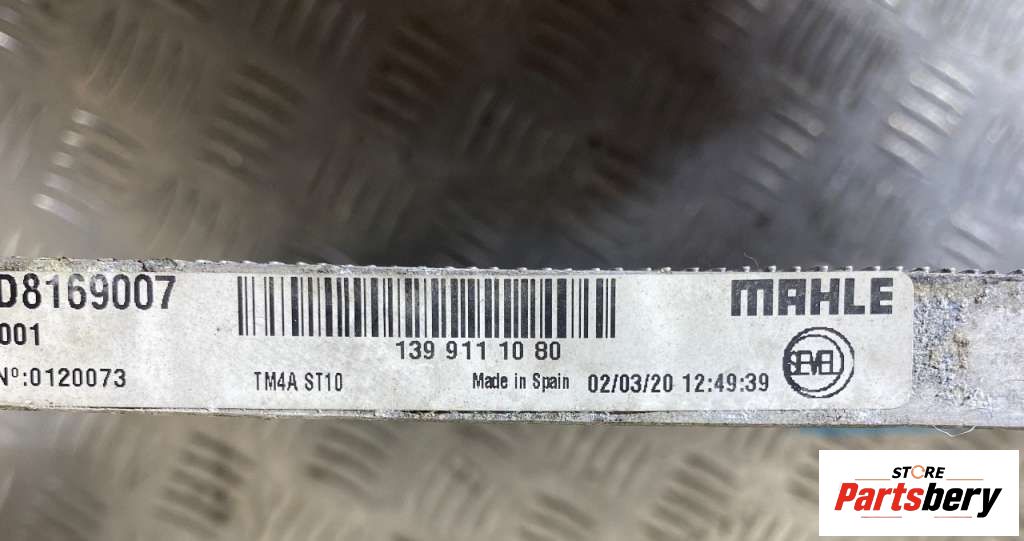 D8169007
001
Nº:0120073
139 911 10 80
TM4A ST10
Made in Spain
02/03/20 12:49:39
MAHLE
SEVEL
STORE
Partsbery